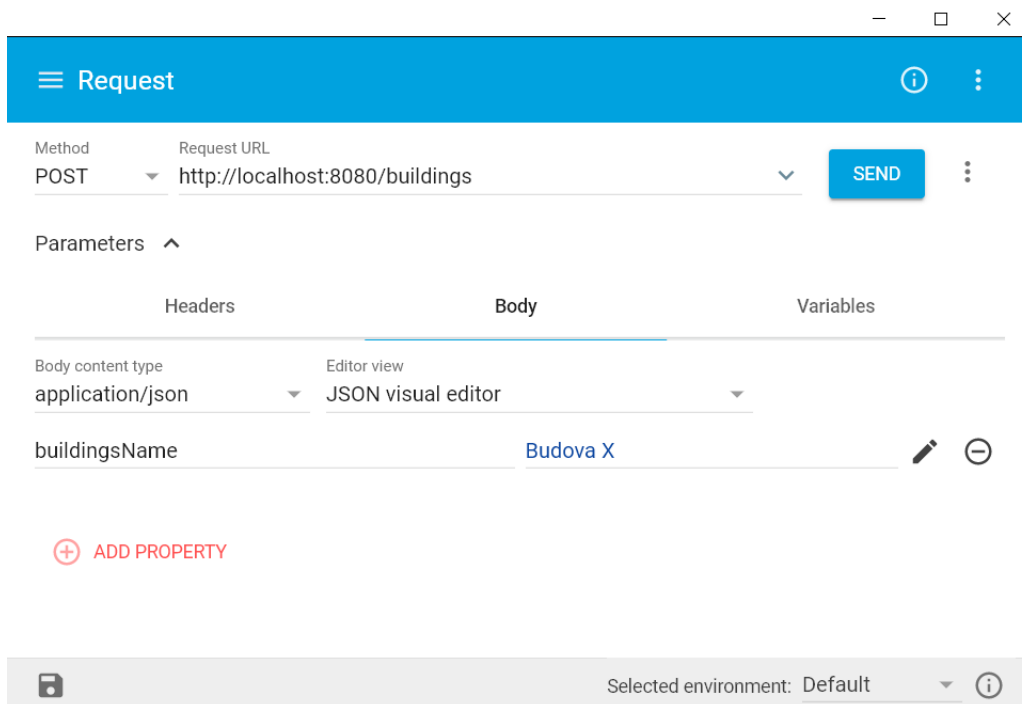 Request
Method
Request URL
POST
http://localhost:8080/buildings
SEND
Parameters
Headers
Body
Variables
Body content type
Editor view
application/json
JSON visual editor
buildingsName
Budova X
ADD PROPERTY
Selected environment: Default